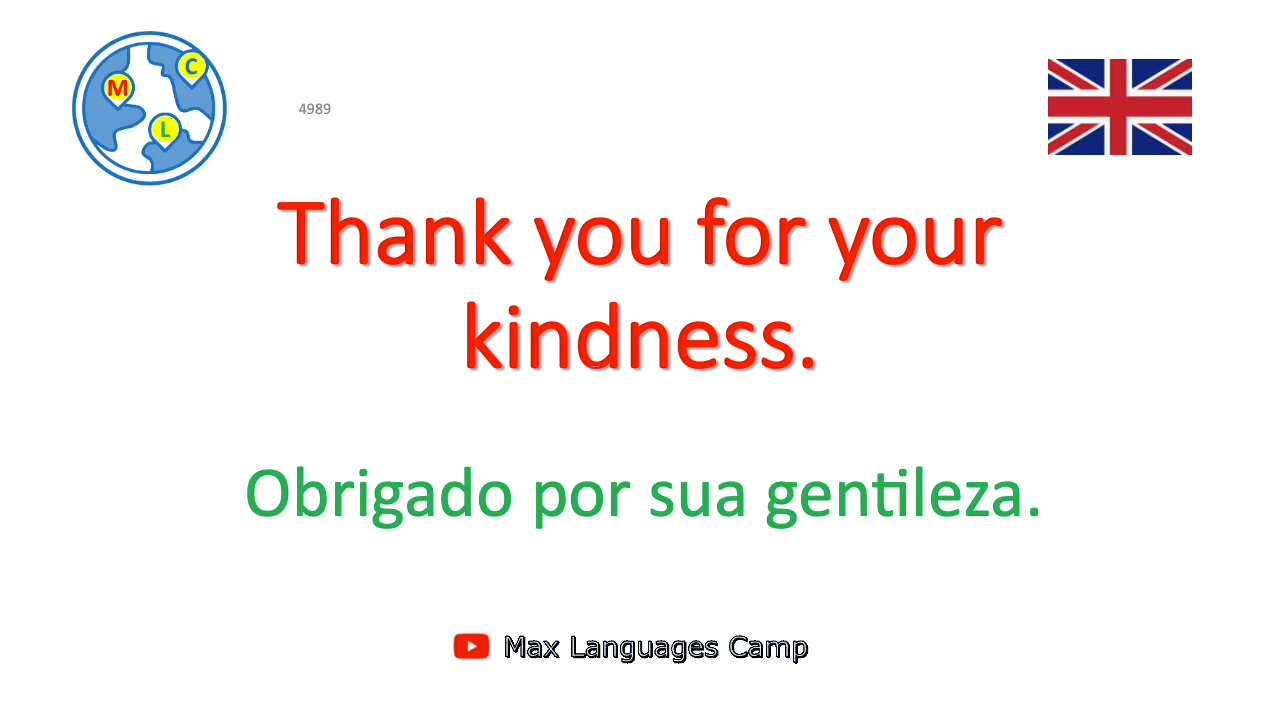 C
M
L
4989
Thank you for your
kindness.
Obrigado por sua gentileza.
Max Languages Camp